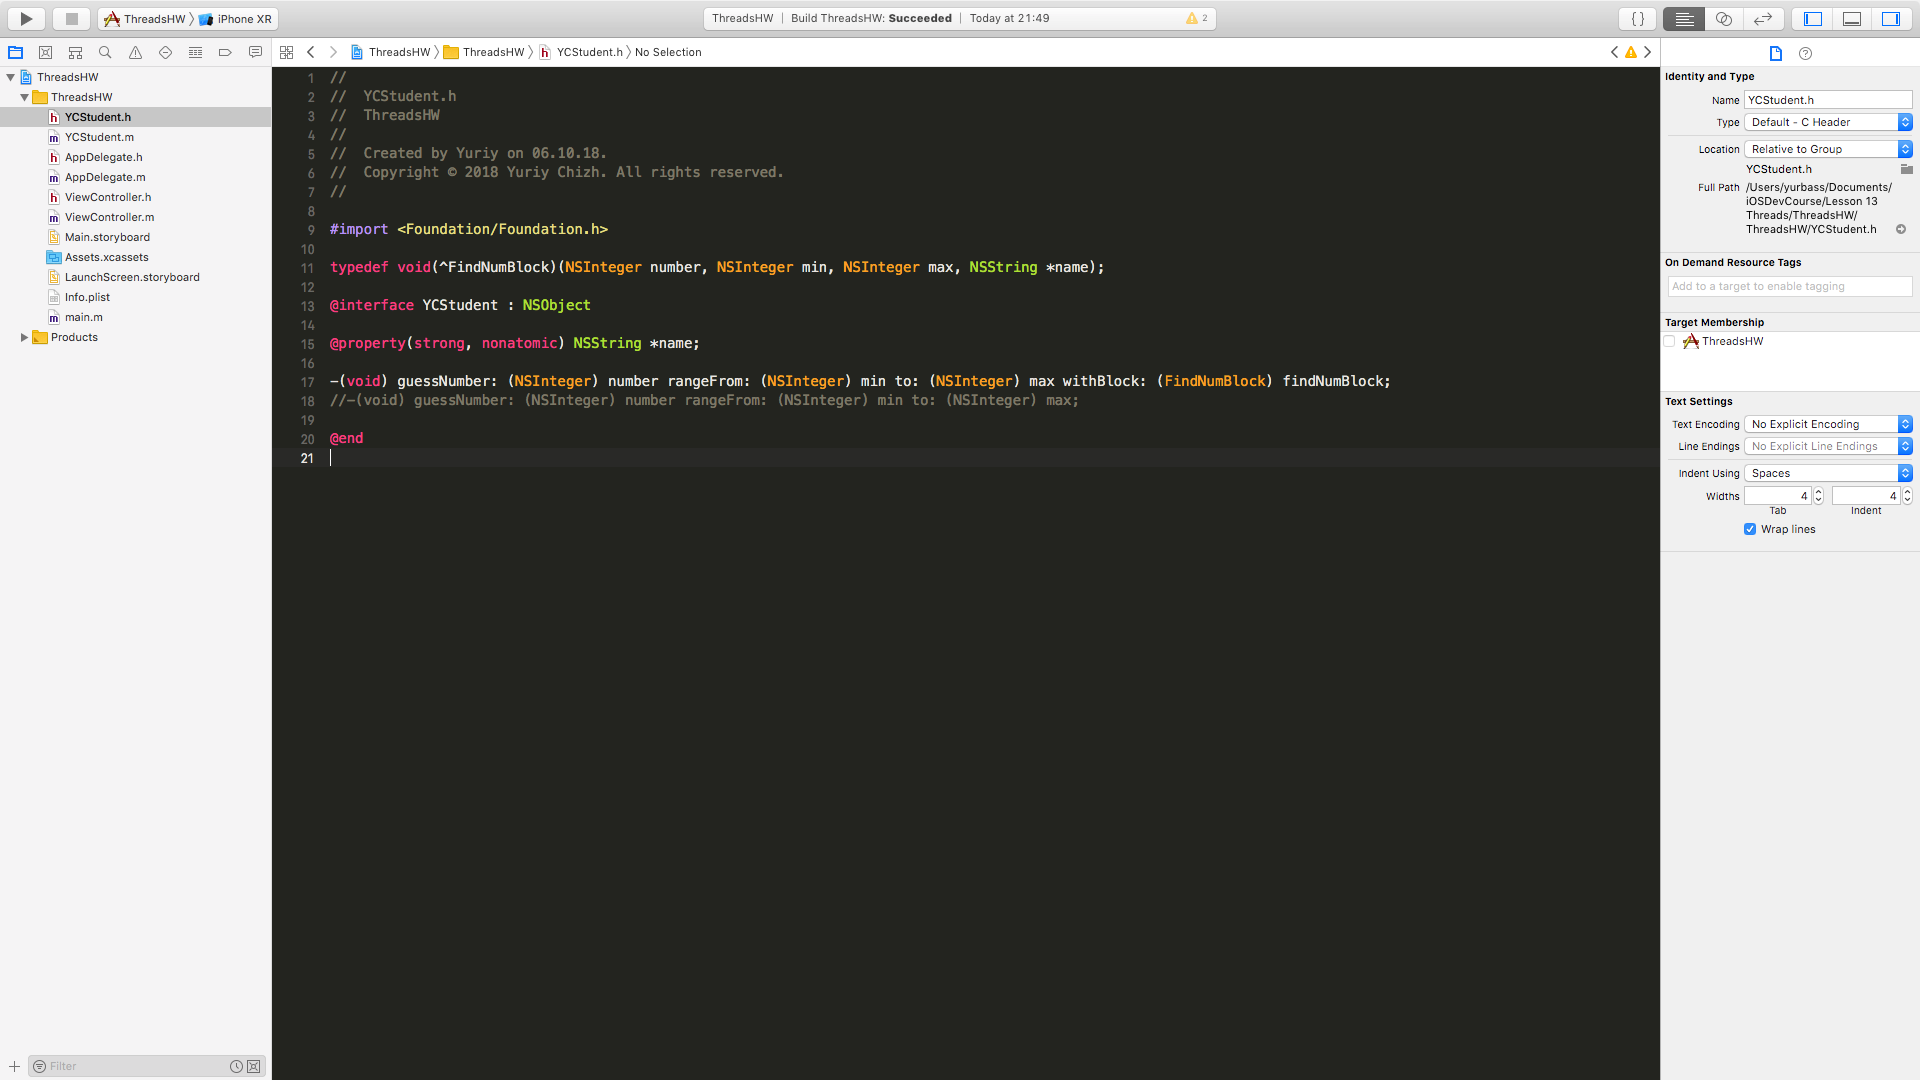 ThreadsHW iPhone XR
ThreadsHW Build ThreadsHW: Succeeded Today at 21:49 2
{}
ThreadsHW ThreadsHW YCStudent.h No Selection
ThreadsHW
ThreadsHW
YCStudent.h
YCStudent.m
AppDelegate.h
AppDelegate.m
ViewController.h
ViewController.m
Main.storyboard
Assets.xcassets
LaunchScreen.storyboard
Info.plist
main.m
Products
Filter
1 //
2 //  YCStudent.h
3 //  ThreadsHW
4 //
5 //  Created by Yuriy on 06.10.18.
6 //  Copyright © 2018 Yuriy Chizh. All rights reserved.
7 //
8
9 #import <Foundation/Foundation.h>
10
11 typedef void(^FindNumBlock)(NSInteger number, NSInteger min, NSInteger max, NSString *name);
12
13 @interface YCStudent : NSObject
14
15 @property(strong, nonatomic) NSString *name;
16
17 -(void) guessNumber: (NSInteger) number rangeFrom: (NSInteger) min to: (NSInteger) max withBlock: (FindNumBlock) findNumBlock;
18 //-(void) guessNumber: (NSInteger) number rangeFrom: (NSInteger) min to: (NSInteger) max;
19
20 @end
21
Identity and Type
Name YCStudent.h
Type Default - C Header
Location Relative to Group
YCStudent.h
Full Path /Users/yurbass/Documents/
iOSDevCourse/Lesson 13
Threads/ThreadsHW/
ThreadsHW/YCStudent.h
On Demand Resource Tags
Add to a target to enable tagging
Target Membership
ThreadsHW
Text Settings
Text Encoding No Explicit Encoding
Line Endings No Explicit Line Endings
Indent Using Spaces
Widths 4 4
Tab Indent
Wrap lines